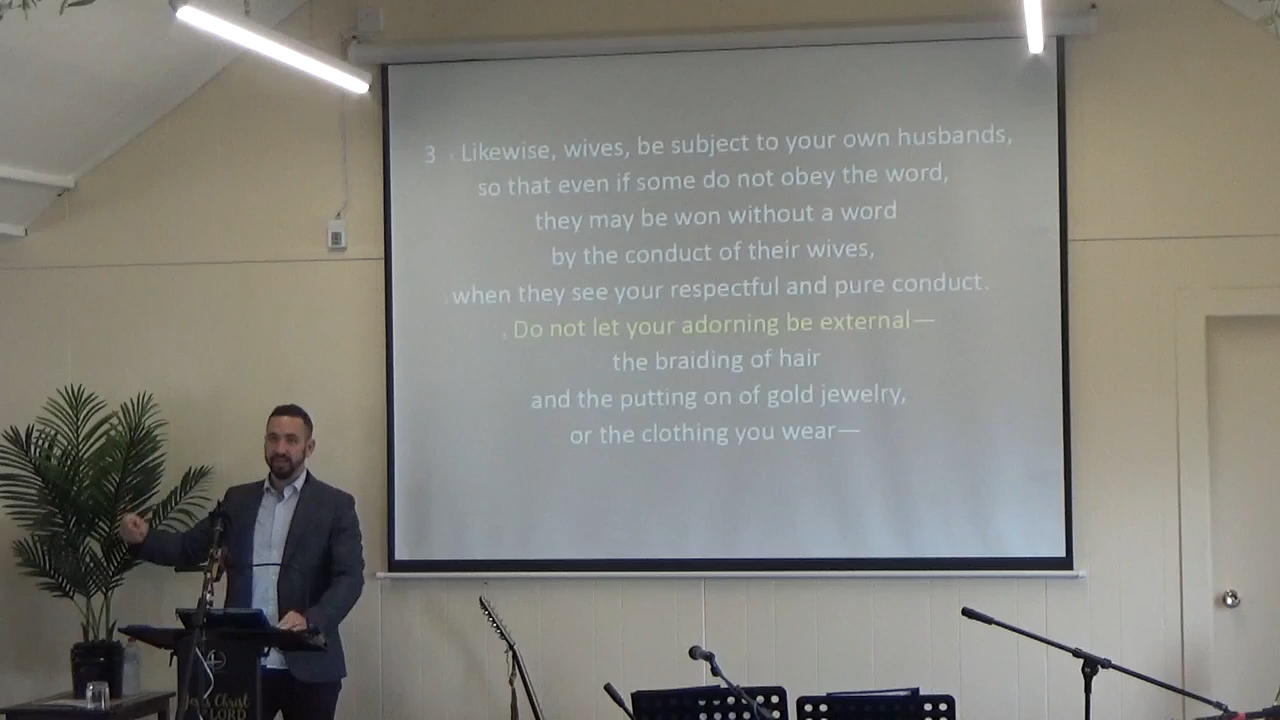 3 Likewise, wives, be subject to your own husbands,
so that even if some do not obey the word,
they may be won without a word
by the conduct of their wives,
when they see your respectful and pure conduct.
Do not let your adorning be external—
the braiding of hair
and the putting on of gold jewelry,
or the clothing you wear—
Christ
LORD